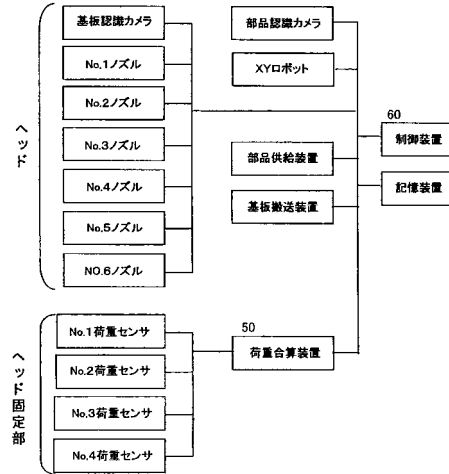 ヘッド
基板認識カメラ
No.1ノズル
No.2ノズル
No.3ノズル
No.4ノズル
No.5ノズル
NO.6ノズル
部品認識カメラ
XYロボット
部品供給装置
基板搬送装置
60
制御装置
記憶装置
ヘッド固定部
No.1荷重センサ
No.2荷重センサ
No.3荷重センサ
No.4荷重センサ
50
荷重合算装置